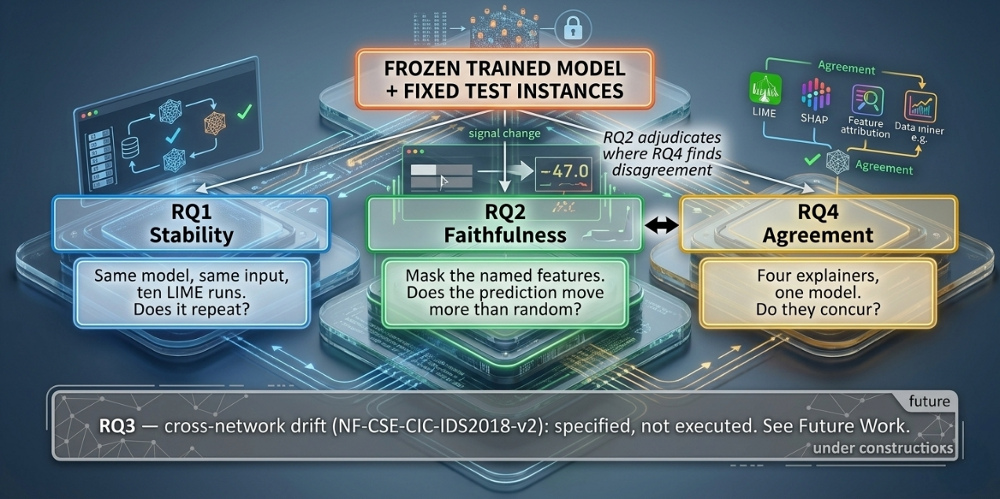 FROZEN TRAINED MODEL
+ FIXED TEST INSTANCES
signal change
-47.0
RQ2 adjudicates
where RQ4 finds
disagreement
Agreement
LIME
SHAP
Feature
attribution
Data miner
e.g.
Agreement
RQ1
Stability
Same model, same input,
ten LIME runs.
Does it repeat?
RQ2
Faithfulness
Mask the named features.
Does the prediction move
more than random?
RQ4
Agreement
Four explainers,
one model.
Do they concur?
future
RQ3 — cross-network drift (NF-CSE-CIC-IDS2018-v2): specified, not executed. See Future Work.
under constructions